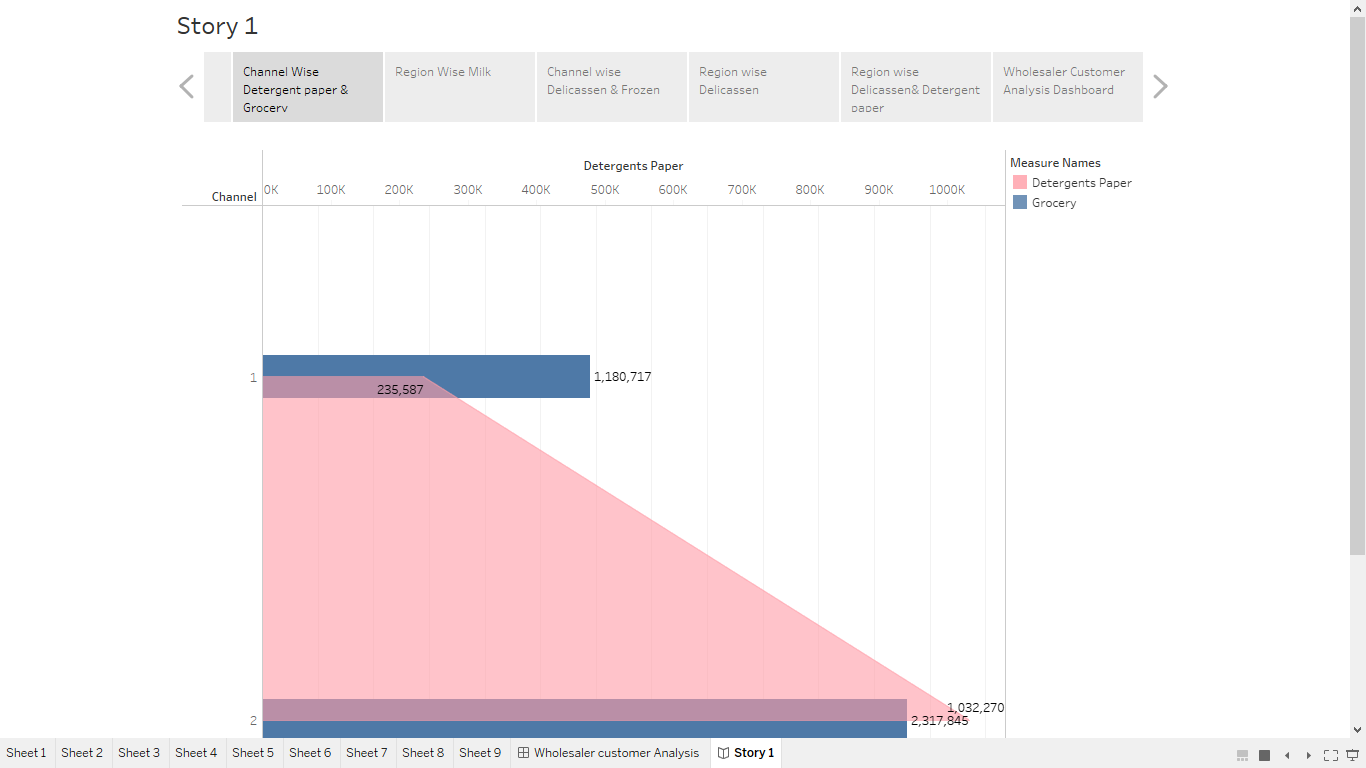 Story 1
Channel Wise
Detergent paper &
Grocery
Region Wise Milk
Channel wise
Delicassen & Frozen
Region wise
Delicassen
Region wise
Delicassen& Detergent
paper
Wholesaler Customer
Analysis Dashboard
Detergents Paper
0K 100K 200K 300K 400K 500K 600K 700K 800K 900K 1000K
Channel
Measure Names
Detergents Paper
Grocery
1
1,180,717
235,587
1,032,270
2
2,317,845
Sheet 1 Sheet 2 Sheet 3 Sheet 4 Sheet 5 Sheet 6 Sheet 7 Sheet 8 Sheet 9 Wholesaler customer Analysis Story 1